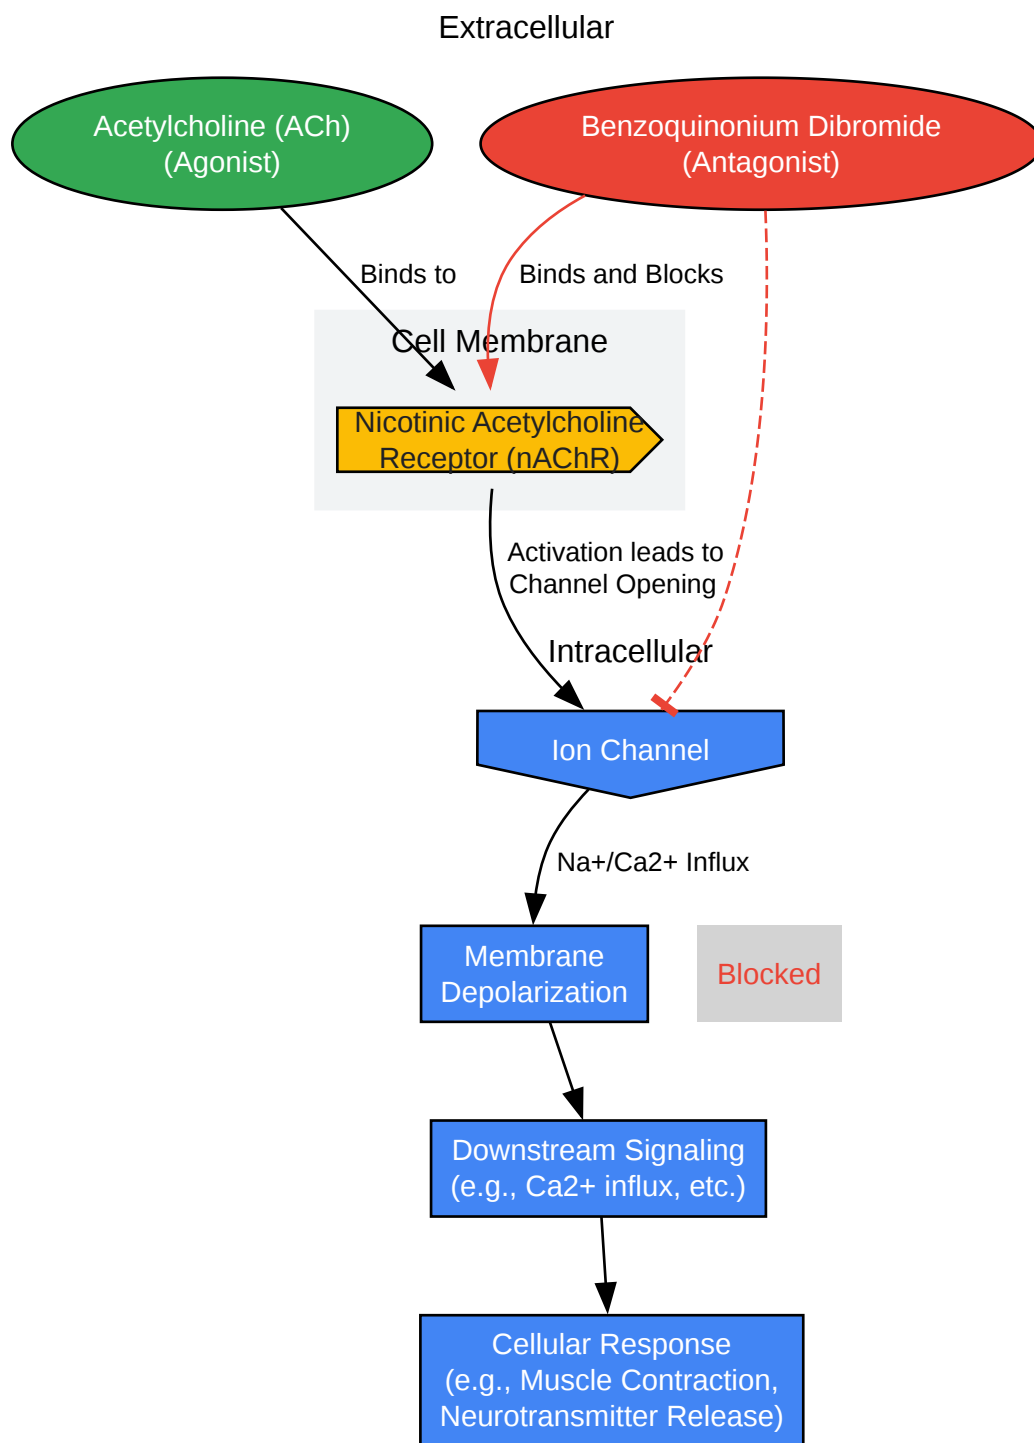 Extracellular
Acetylcholine (ACh)
(Agonist)
Benzoquinonium Dibromide
(Antagonist)
Binds to
Binds and Blocks
Cell Membrane
Nicotinic Acetylcholine
Receptor (nAChR)
Activation leads to
Channel Opening
Intracellular
Ion Channel
Na+/Ca2+ Influx
Membrane
Depolarization
Blocked
Downstream Signaling
(e.g., Ca2+ influx, etc.)
Cellular Response
(e.g., Muscle Contraction,
Neurotransmitter Release)